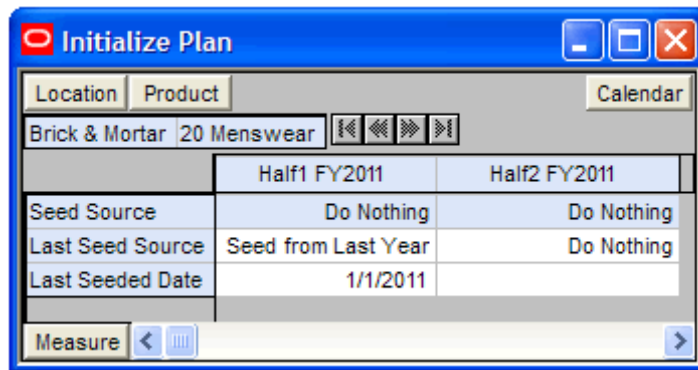 Initialize Plan
Location Product Calendar
Brick & Mortar 20 Menswear
Half1 FY2011 Half2 FY2011
Seed Source Do Nothing Do Nothing
Last Seed Source Seed from Last Year Do Nothing
Last Seeded Date 1/1/2011
Measure